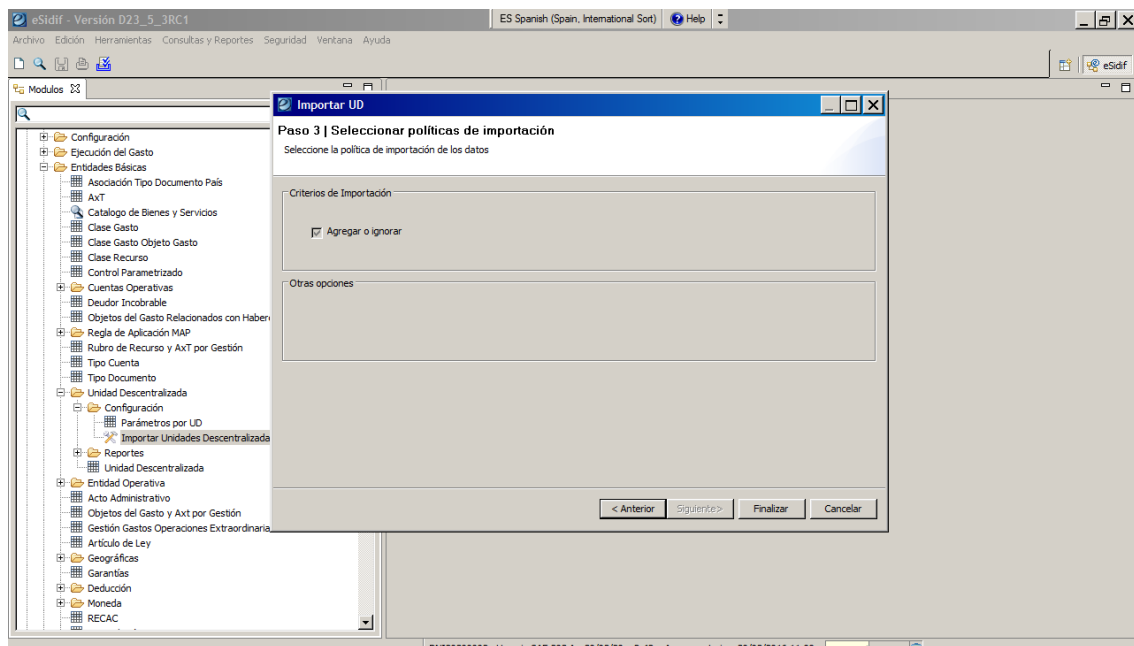 eSidif - Versión D23_5_3RC1
ES Spanish (Spain, International Sort)
Help
Archivo Edición Herramientas Consultas y Reportes Seguridad Ventana Ayuda
eSidif
Modulos
Importar UD
Paso 3 | Seleccionar políticas de importación
Seleccione la política de importación de los datos
Criterios de Importación
Agregar o ignorar
Otras opciones
< Anterior
Siguiente>
Finalizar
Cancelar
Configuración
Ejecución del Gasto
Entidades Básicas
Asociación Tipo Documento País
AxT
Catalogo de Bienes y Servicios
Clase Gasto
Clase Gasto Objeto Gasto
Clase Recurso
Control Parametrizado
Cuentas Operativas
Deudor Incobrable
Objetos del Gasto Relacionados con Haber
Regla de Aplicación MAP
Rubro de Recurso y AxT por Gestión
Tipo Cuenta
Tipo Documento
Unidad Descentralizada
Configuración
Parámetros por UD
Importar Unidades Descentralizada
Reportes
Unidad Descentralizada
Entidad Operativa
Acto Administrativo
Objetos del Gasto y Axt por Gestión
Gestión Gastos Operaciones Extraordinaria
Artículo de Ley
Geográficas
Garantías
Deducción
Moneda
RECAC